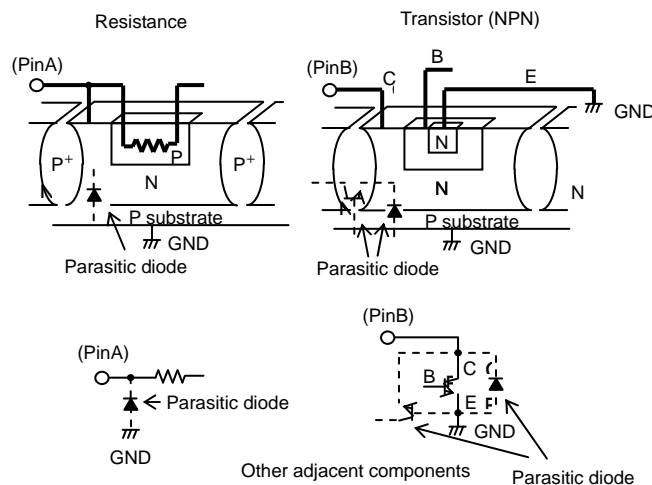 Resistance
Transistor (NPN)
(PinA)
(PinB)
C
B
E
GND
P+
P
P+
N
N
N
N
P substrate
P substrate
GND
GND
Parasitic diode
Parasitic diode
(PinA)
(PinB)
Parasitic diode
GND
B
C
E
GND
Other adjacent components
Parasitic diode